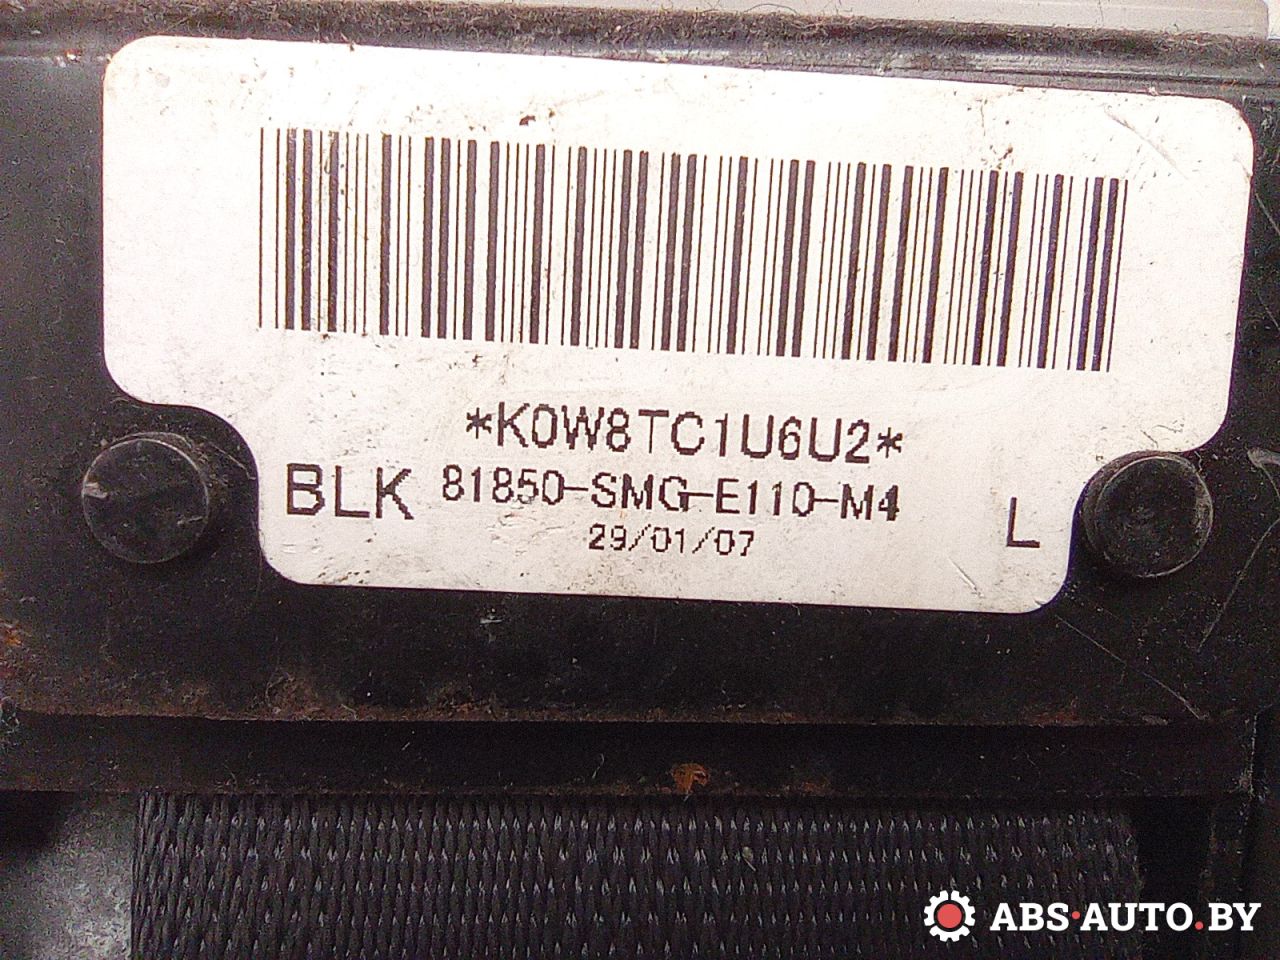 *K0W8TC1U6U2*
BLK 81850-SMG-E110-M4 L
29/01/07
ABS·AUTO.BY